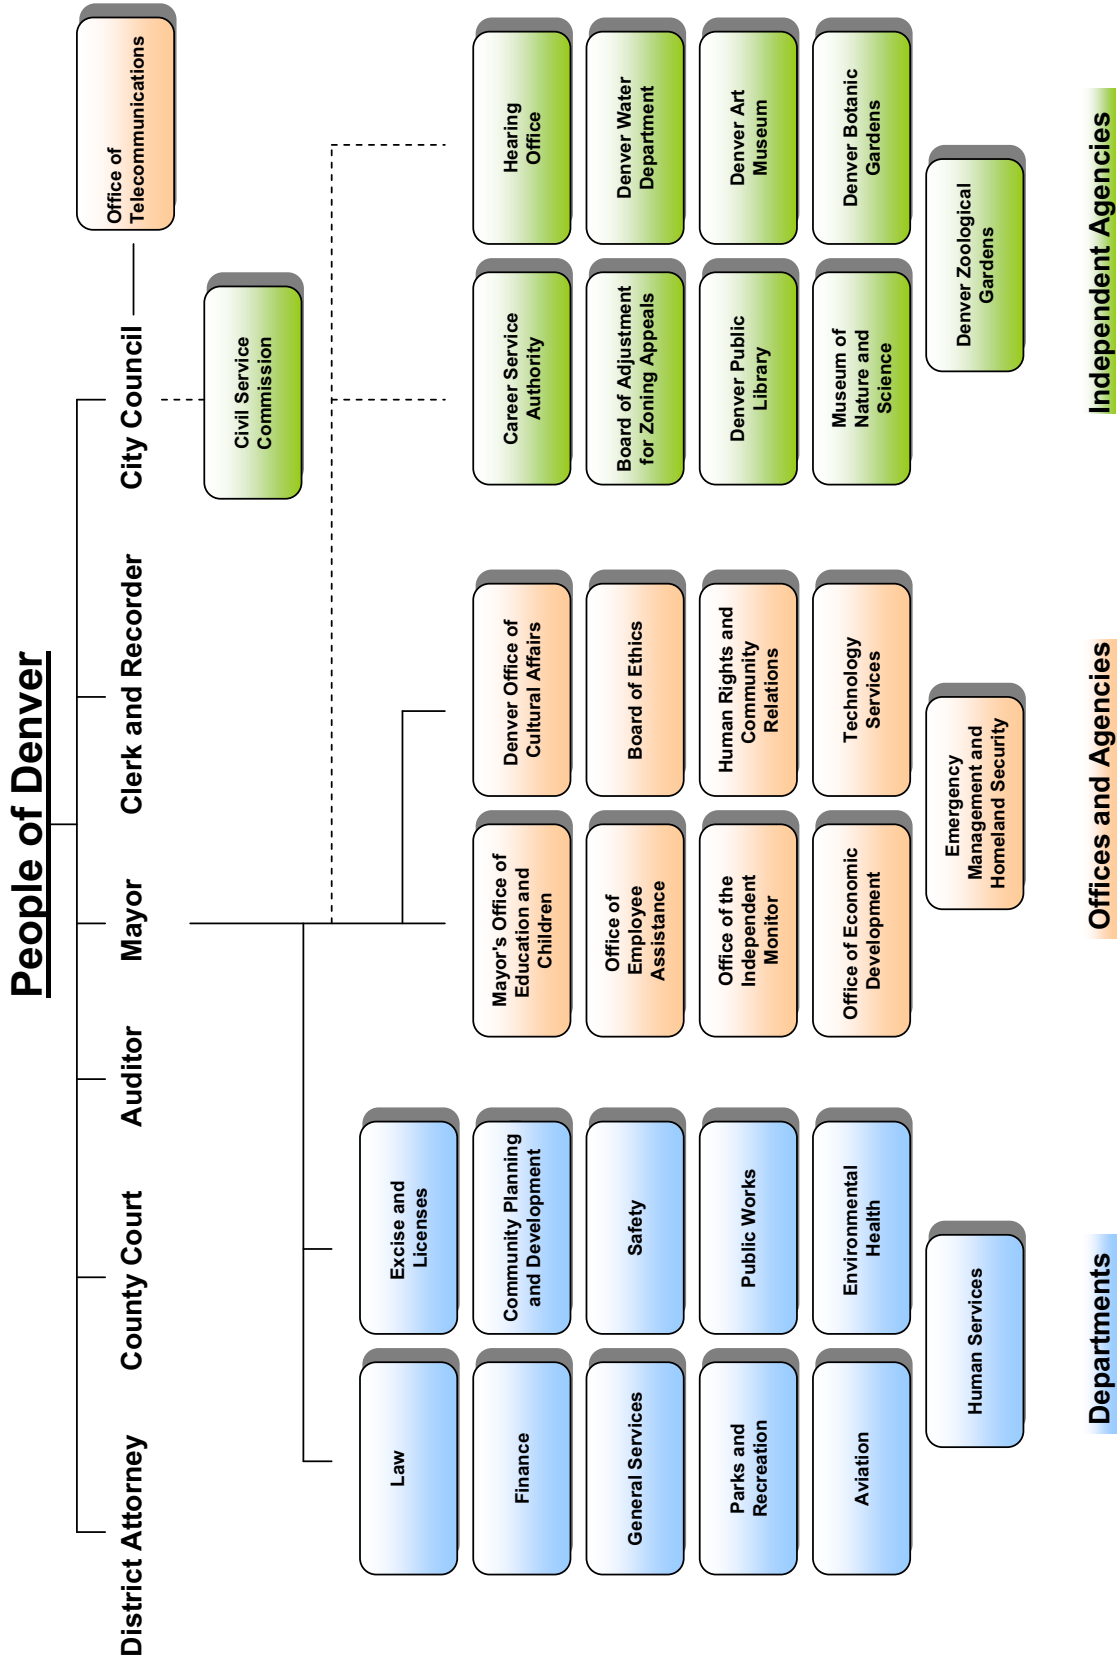 People of Denver
District Attorney
County Court
Auditor
Mayor
Clerk and Recorder
City Council
Office of
Telecommunications
Civil Service
Commission
Law
Excise and
Licenses
Finance
Community Planning
and Development
General Services
Safety
Parks and
Recreation
Public Works
Aviation
Environmental
Health
Human Services
Mayor's Office of
Education and
Children
Denver Office of
Cultural Affairs
Office of
Employee
Assistance
Board of Ethics
Office of the
Independent
Monitor
Human Rights and
Community
Relations
Office of Economic
Development
Technology
Services
Emergency
Management and
Homeland Security
Career Service
Authority
Hearing
Office
Board of Adjustment
for Zoning Appeals
Denver Water
Department
Denver Public
Library
Denver Art
Museum
Museum of
Nature and
Science
Denver Botanic
Gardens
Denver Zoological
Gardens
Departments
Offices and Agencies
Independent Agencies